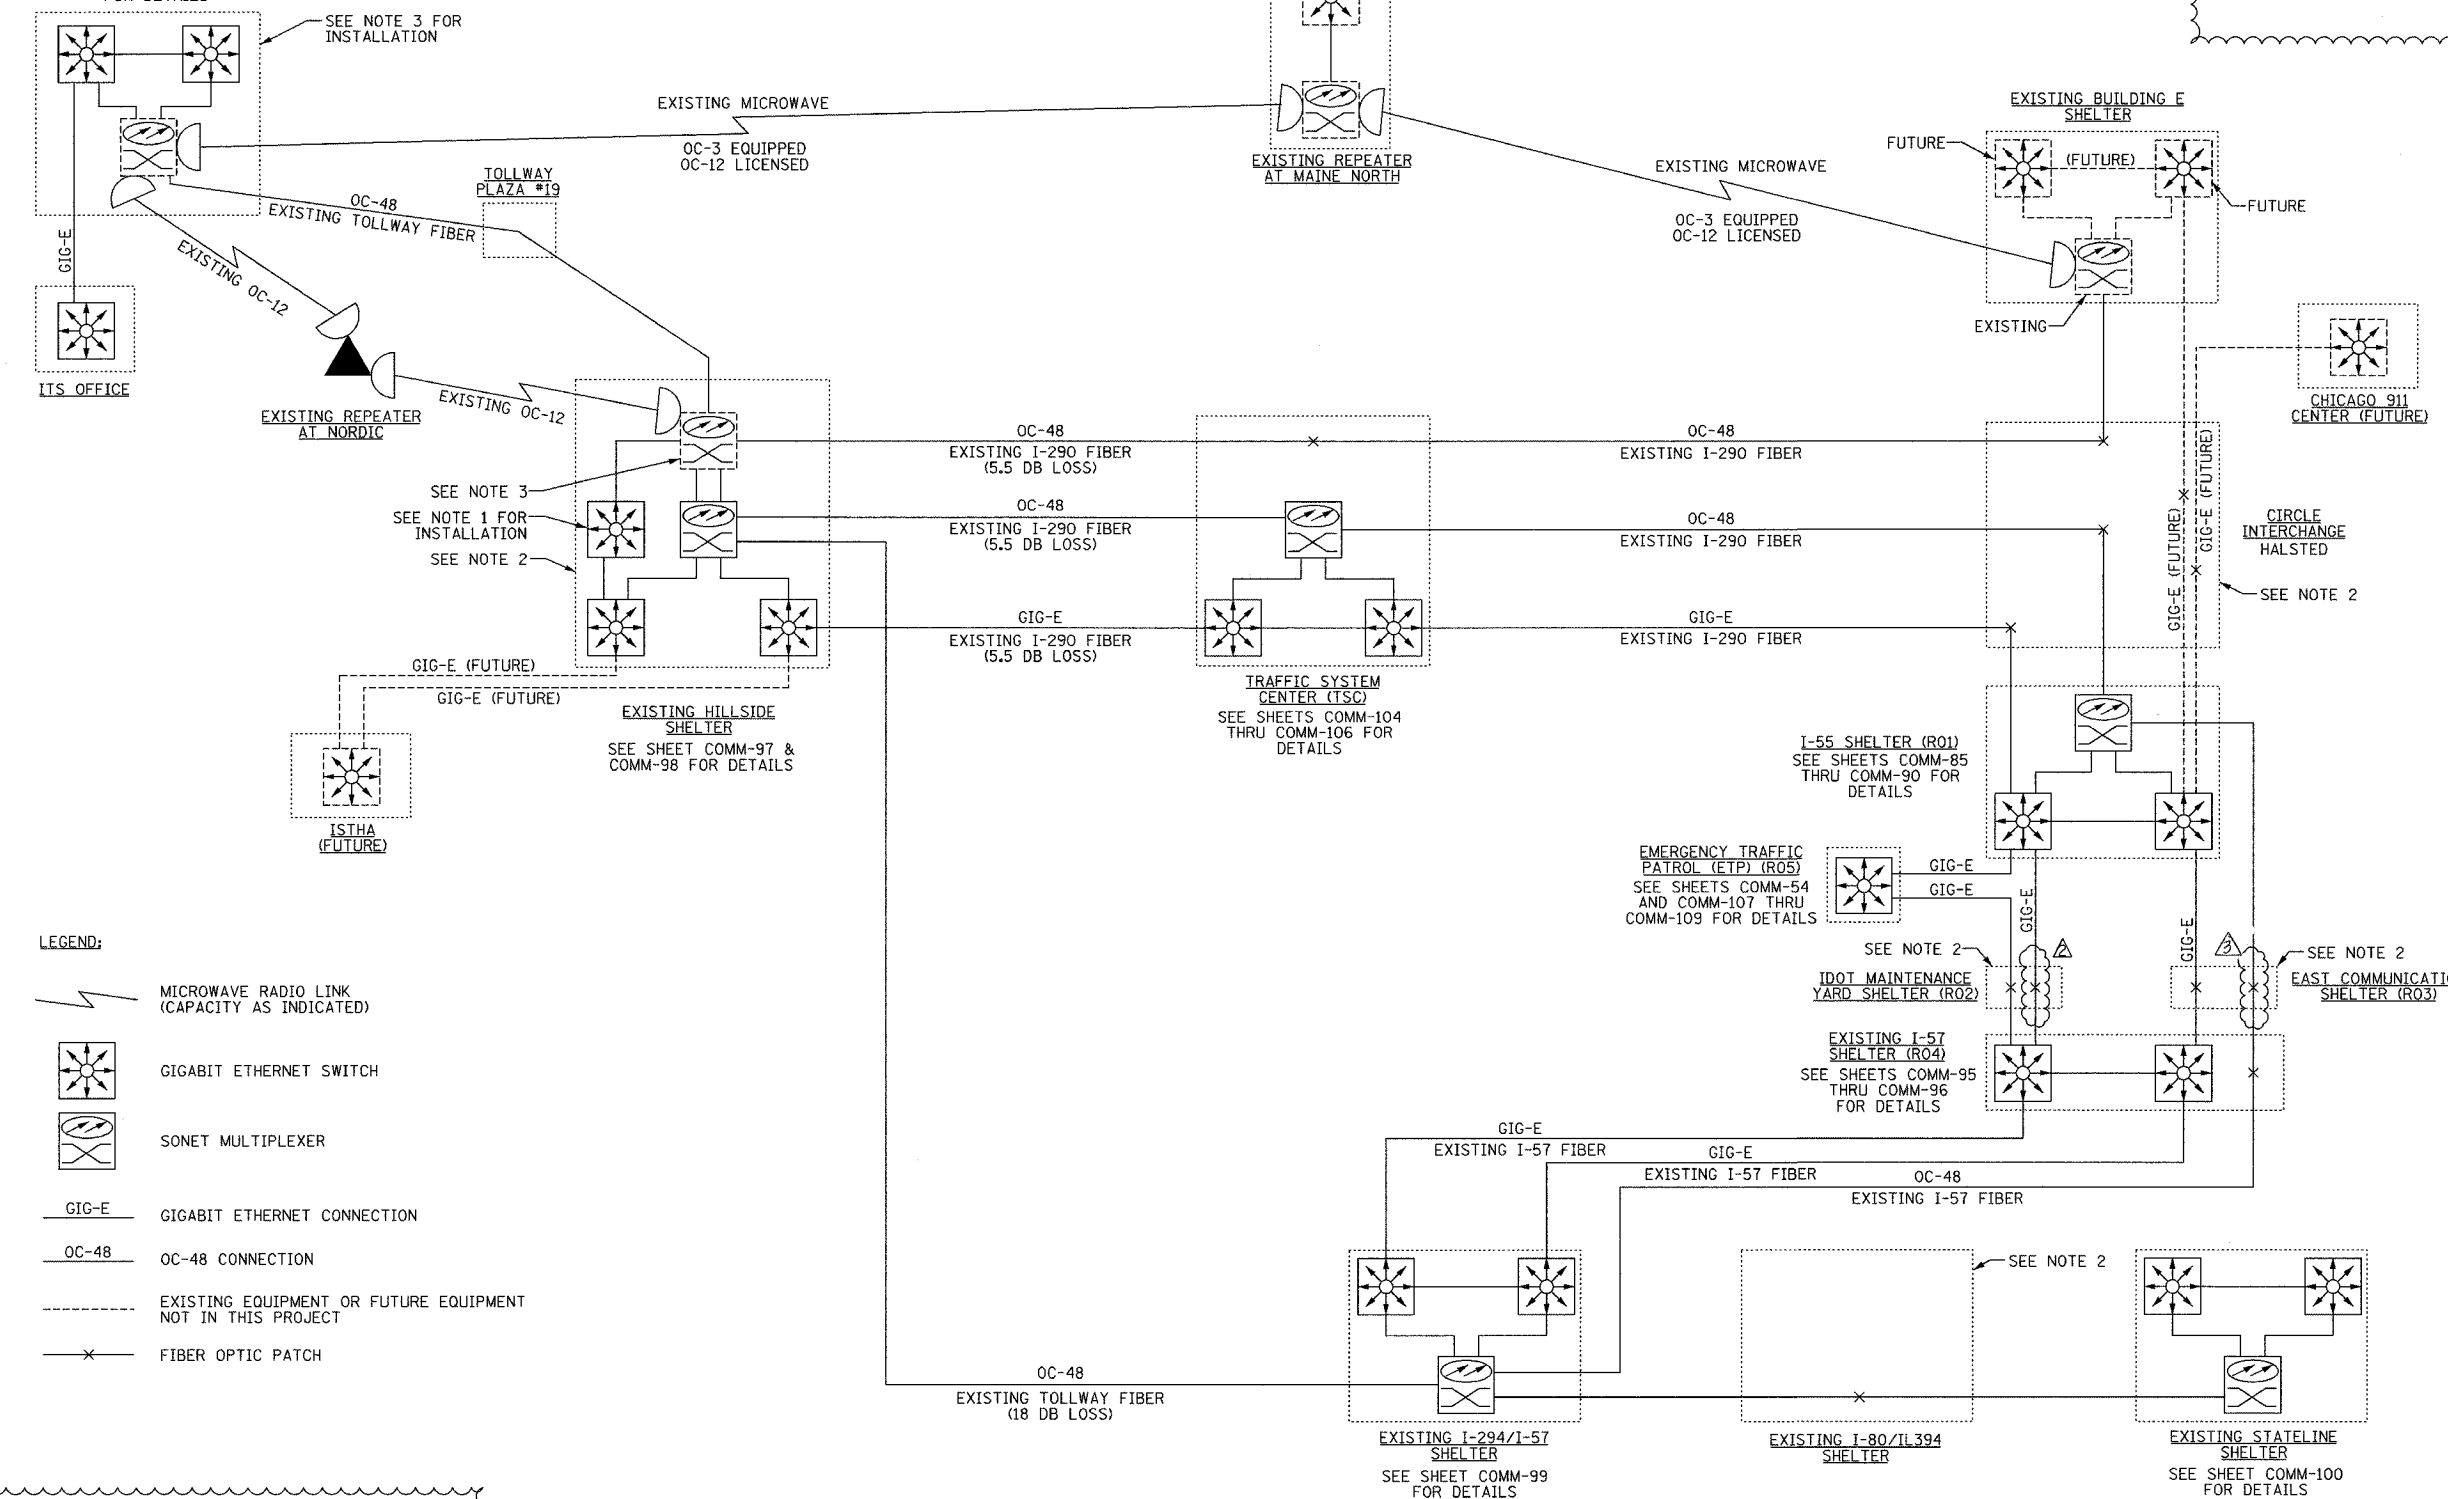 SEE NOTE 3 FOR
INSTALLATION
EXISTING MICROWAVE
OC-3 EQUIPPED
OC-12 LICENSED
EXISTING REPEATER
AT MAINE NORTH
EXISTING MICROWAVE
OC-3 EQUIPPED
OC-12 LICENSED
EXISTING BUILDING E
SHELTER
FUTURE
(FUTURE)
FUTURE
EXISTING
TOLLWAY
PLAZA #19
OC-48
EXISTING TOLLWAY FIBER
GIG-E
EXISTING OC-12
ITS OFFICE
EXISTING REPEATER
AT NORDIC
EXISTING OC-12
CHICAGO 911
CENTER (FUTURE)
OC-48
EXISTING I-290 FIBER
(5.5 DB LOSS)
OC-48
EXISTING I-290 FIBER
SEE NOTE 3
SEE NOTE 1 FOR
INSTALLATION
SEE NOTE 2
OC-48
EXISTING I-290 FIBER
(5.5 DB LOSS)
OC-48
EXISTING I-290 FIBER
GIG-E (FUTURE)
GIG-E (FUTURE)
CIRCLE
INTERCHANGE
HALSTED
SEE NOTE 2
GIG-E
EXISTING I-290 FIBER
(5.5 DB LOSS)
GIG-E
EXISTING I-290 FIBER
GIG-E (FUTURE)
GIG-E (FUTURE)
EXISTING HILLSIDE
SHELTER
SEE SHEET COMM-97 &
COMM-98 FOR DETAILS
TRAFFIC SYSTEM
CENTER (TSC)
SEE SHEETS COMM-104
THRU COMM-106 FOR
DETAILS
ISTHA
(FUTURE)
I-55 SHELTER (R01)
SEE SHEETS COMM-85
THRU COMM-90 FOR
DETAILS
EMERGENCY TRAFFIC
PATROL (ETP) (R05)
SEE SHEETS COMM-54
AND COMM-107 THRU
COMM-109 FOR DETAILS
GIG-E
GIG-E
GIG-E
GIG-E
SEE NOTE 2
2
3
SEE NOTE 2
IDOT MAINTENANCE
YARD SHELTER (R02)
EAST COMMUNICATI
SHELTER (R03)
EXISTING I-57
SHELTER (R04)
SEE SHEETS COMM-95
THRU COMM-96
FOR DETAILS
GIG-E
EXISTING I-57 FIBER
GIG-E
EXISTING I-57 FIBER
OC-48
EXISTING I-57 FIBER
SEE NOTE 2
OC-48
EXISTING TOLLWAY FIBER
(18 DB LOSS)
EXISTING I-294/I-57
SHELTER
SEE SHEET COMM-99
FOR DETAILS
EXISTING I-80/IL394
SHELTER
EXISTING STATELINE
SHELTER
SEE SHEET COMM-100
FOR DETAILS
LEGEND:
MICROWAVE RADIO LINK
(CAPACITY AS INDICATED)
GIGABIT ETHERNET SWITCH
SONET MULTIPLEXER
GIG-E
GIGABIT ETHERNET CONNECTION
OC-48
OC-48 CONNECTION
EXISTING EQUIPMENT OR FUTURE EQUIPMENT
NOT IN THIS PROJECT
FIBER OPTIC PATCH